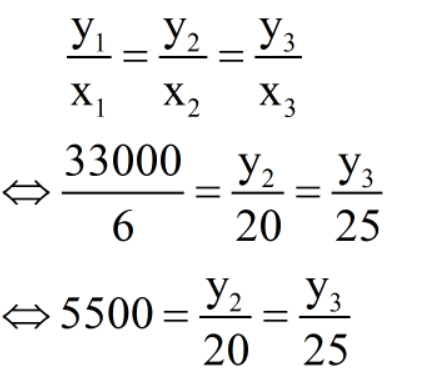 y₁/x₁ = y₂/x₂ = y₃/x₃
⇔ 33000/6 = y₂/20 = y₃/25
⇔ 5500 = y₂/20 = y₃/25